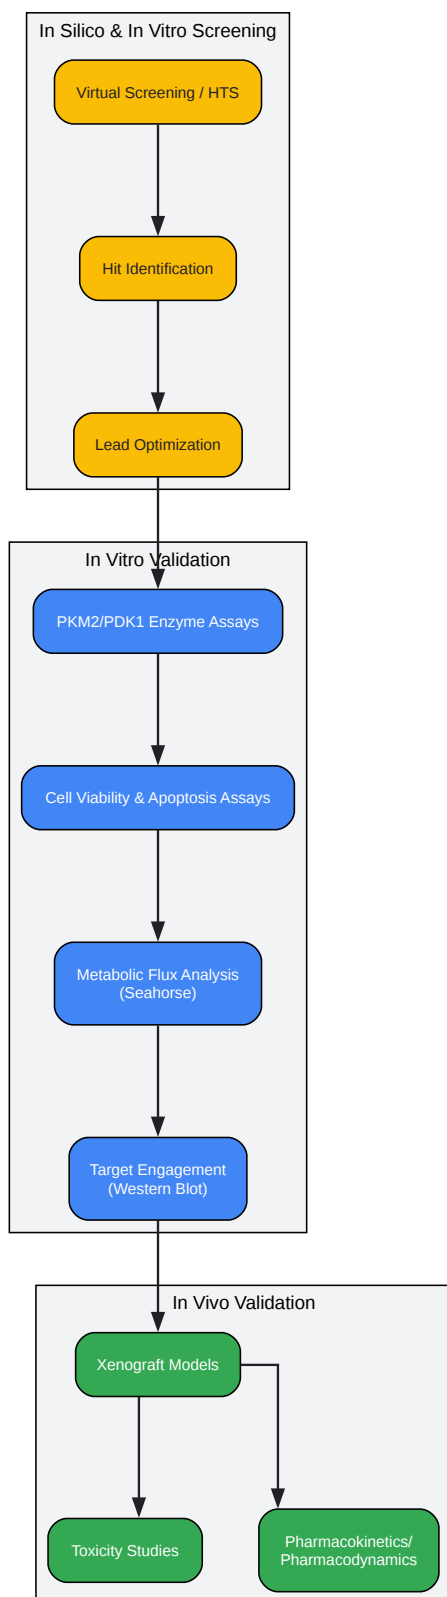 In Silico & In Vitro Screening
Virtual Screening / HTS
Hit Identification
Lead Optimization
In Vitro Validation
PKM2/PDK1 Enzyme Assays
Cell Viability & Apoptosis Assays
Metabolic Flux Analysis
(Seahorse)
Target Engagement
(Western Blot)
In Vivo Validation
Xenograft Models
Toxicity Studies
Pharmacokinetics/
Pharmacodynamics